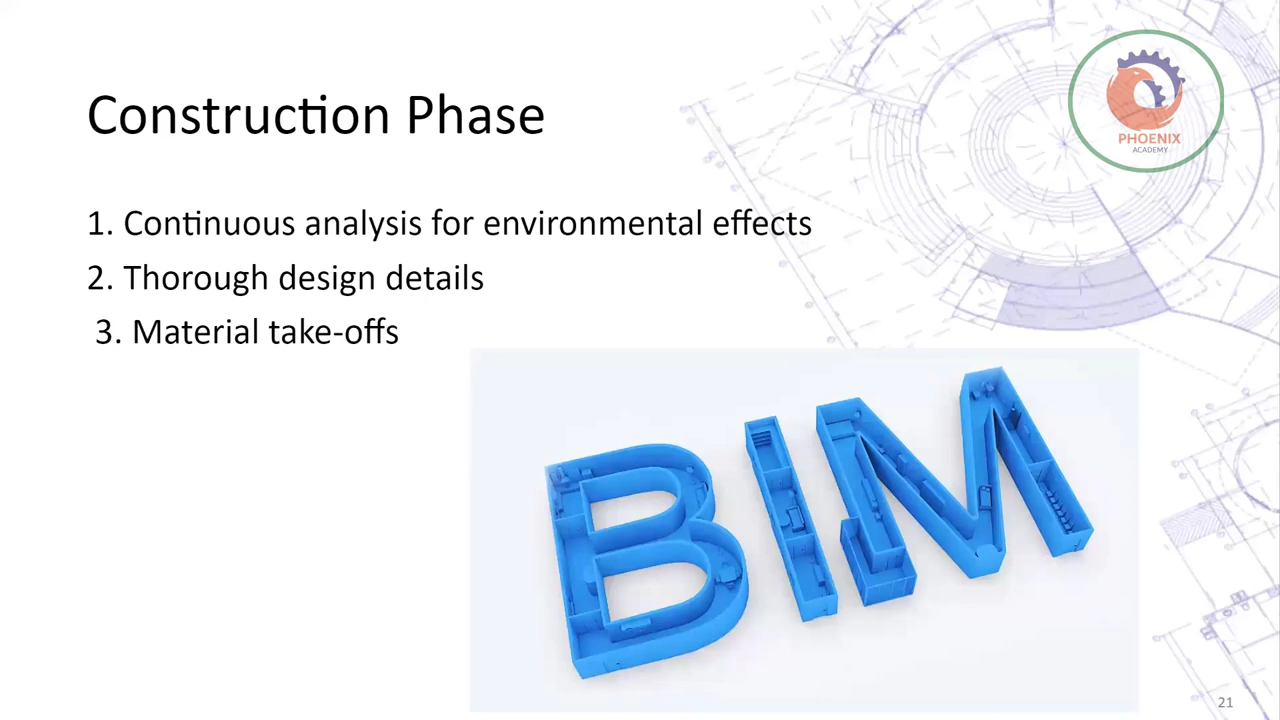 Construction Phase
PHOENIX
ACADEMY
1. Continuous analysis for environmental effects
2. Thorough design details
3. Material take-offs
BIM
21